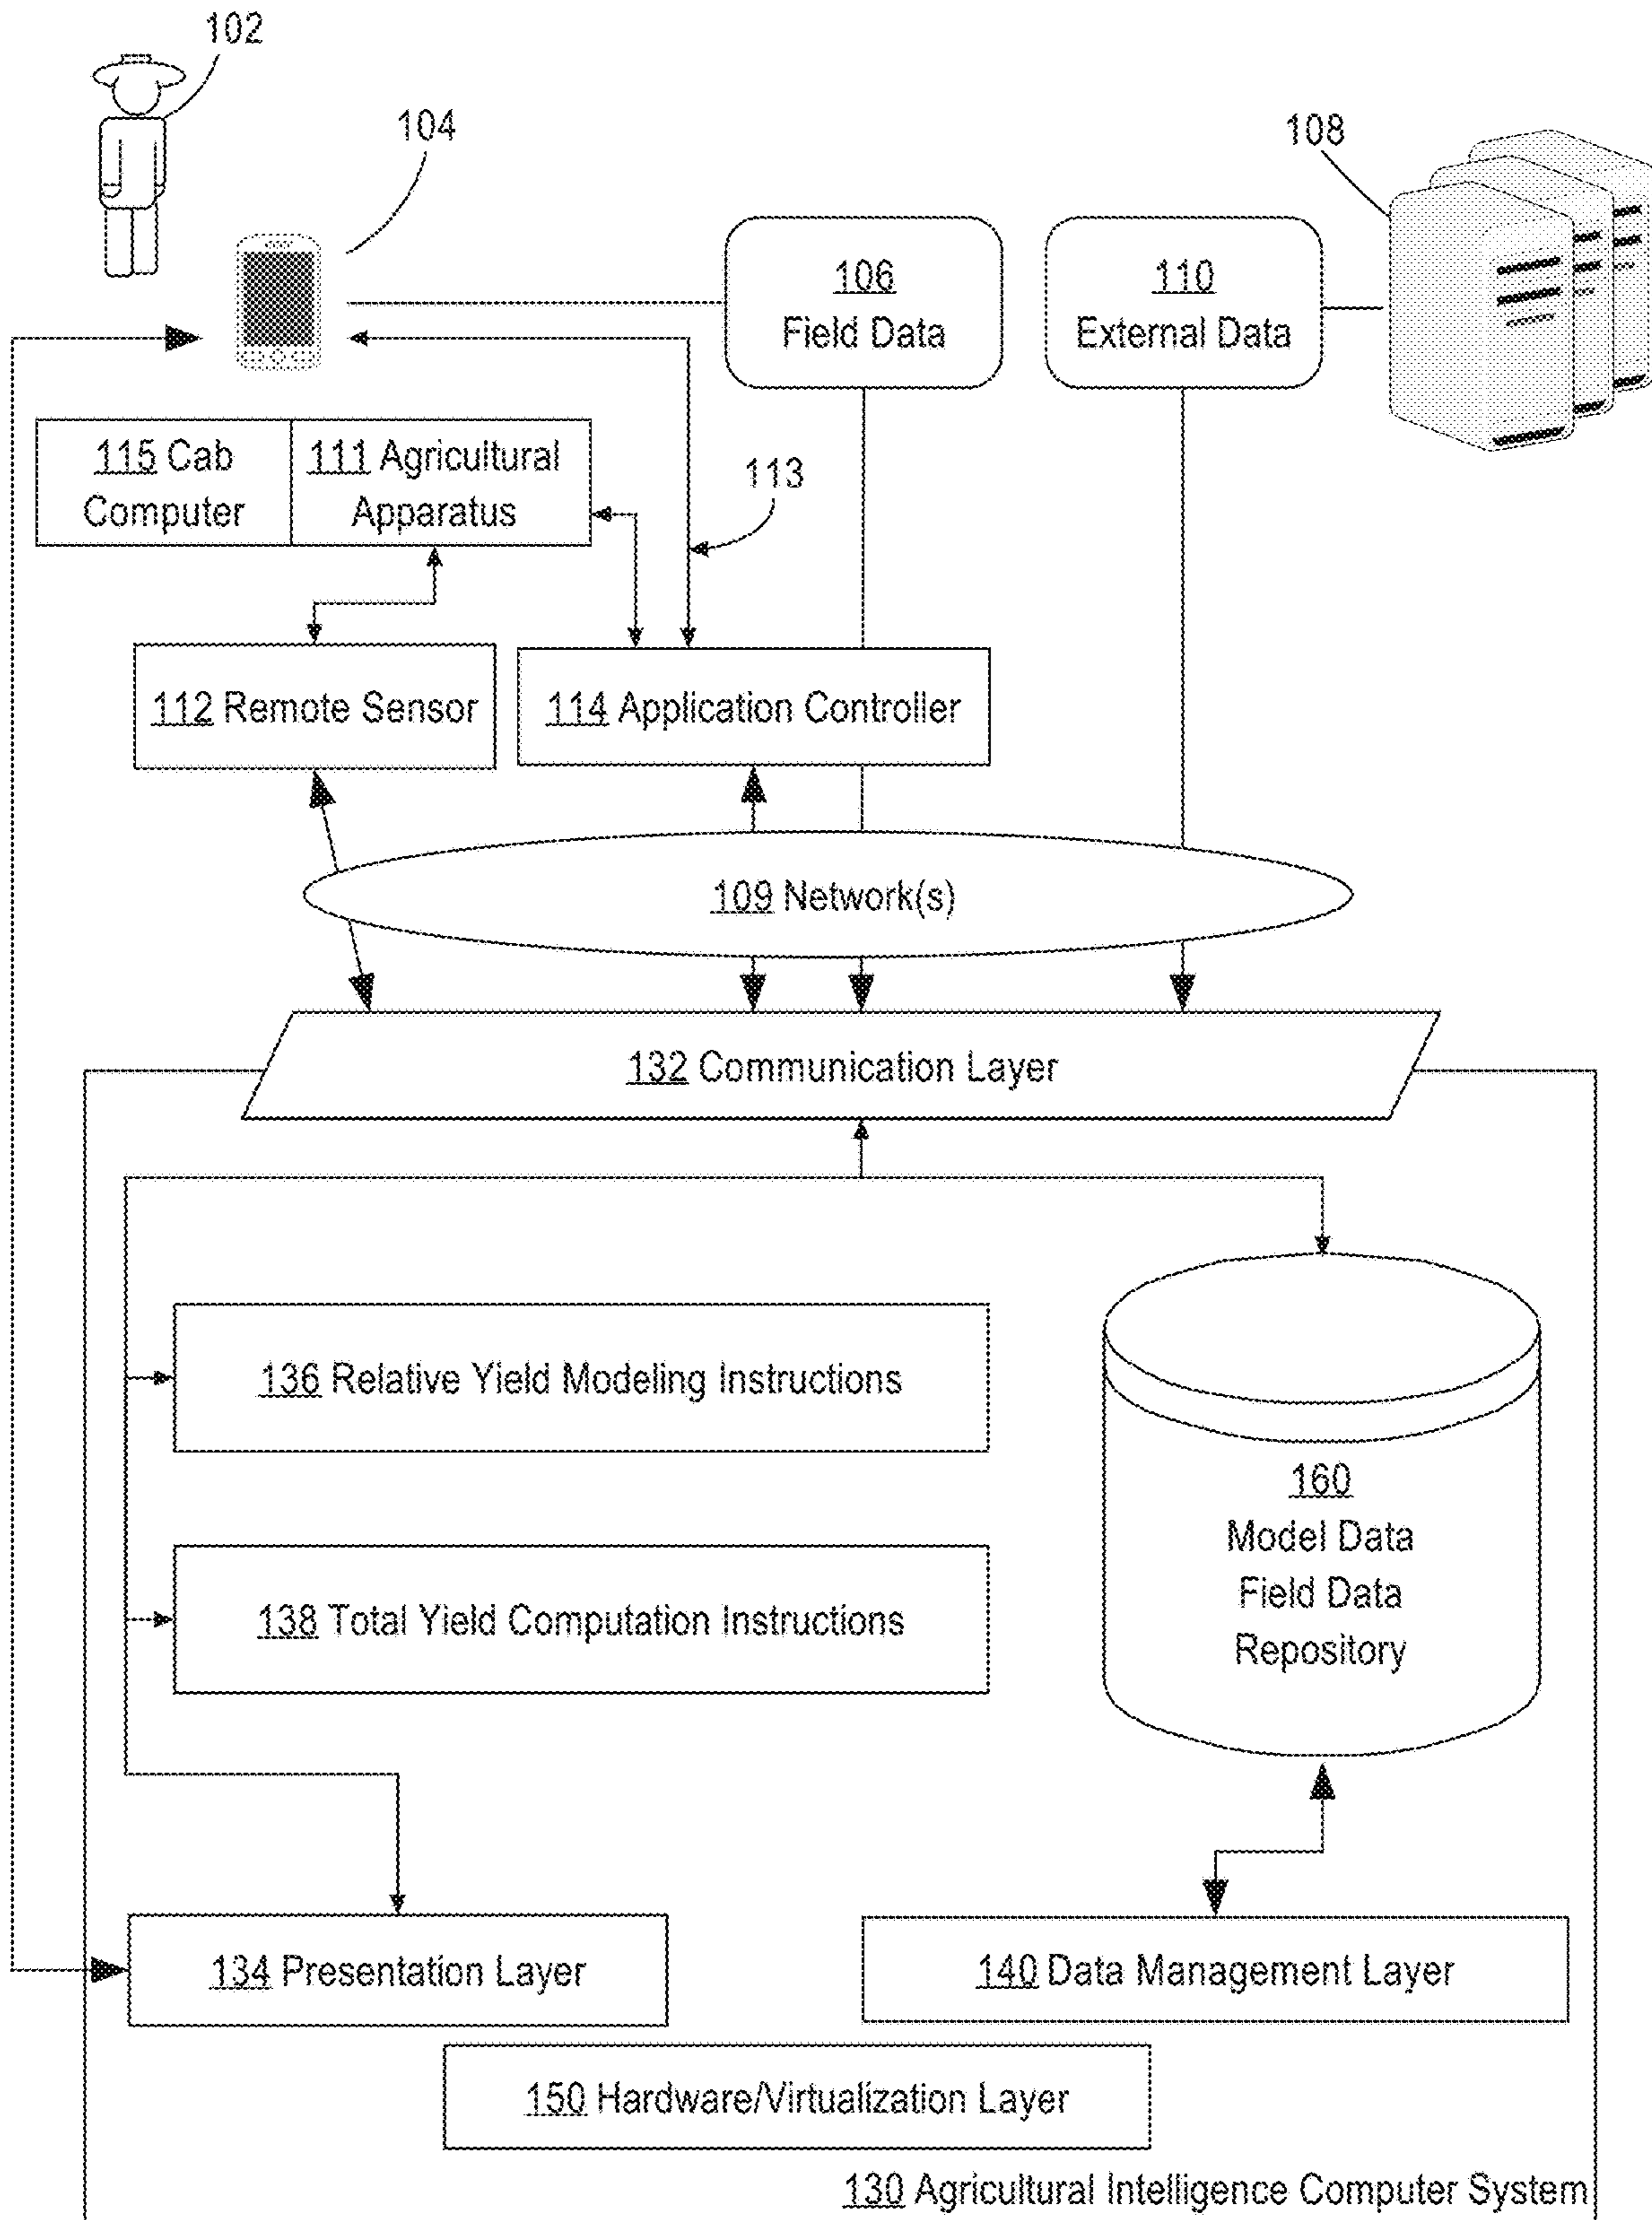 102
104
108
106
Field Data
110
External Data
115 Cab
Computer
111 Agricultural
Apparatus
113
112 Remote Sensor
114 Application Controller
109 Network(s)
132 Communication Layer
136 Relative Yield Modeling Instructions
160
Model Data
Field Data
Repository
138 Total Yield Computation Instructions
134 Presentation Layer
140 Data Management Layer
150 Hardware/Virtualization Layer
130 Agricultural Intelligence Computer System